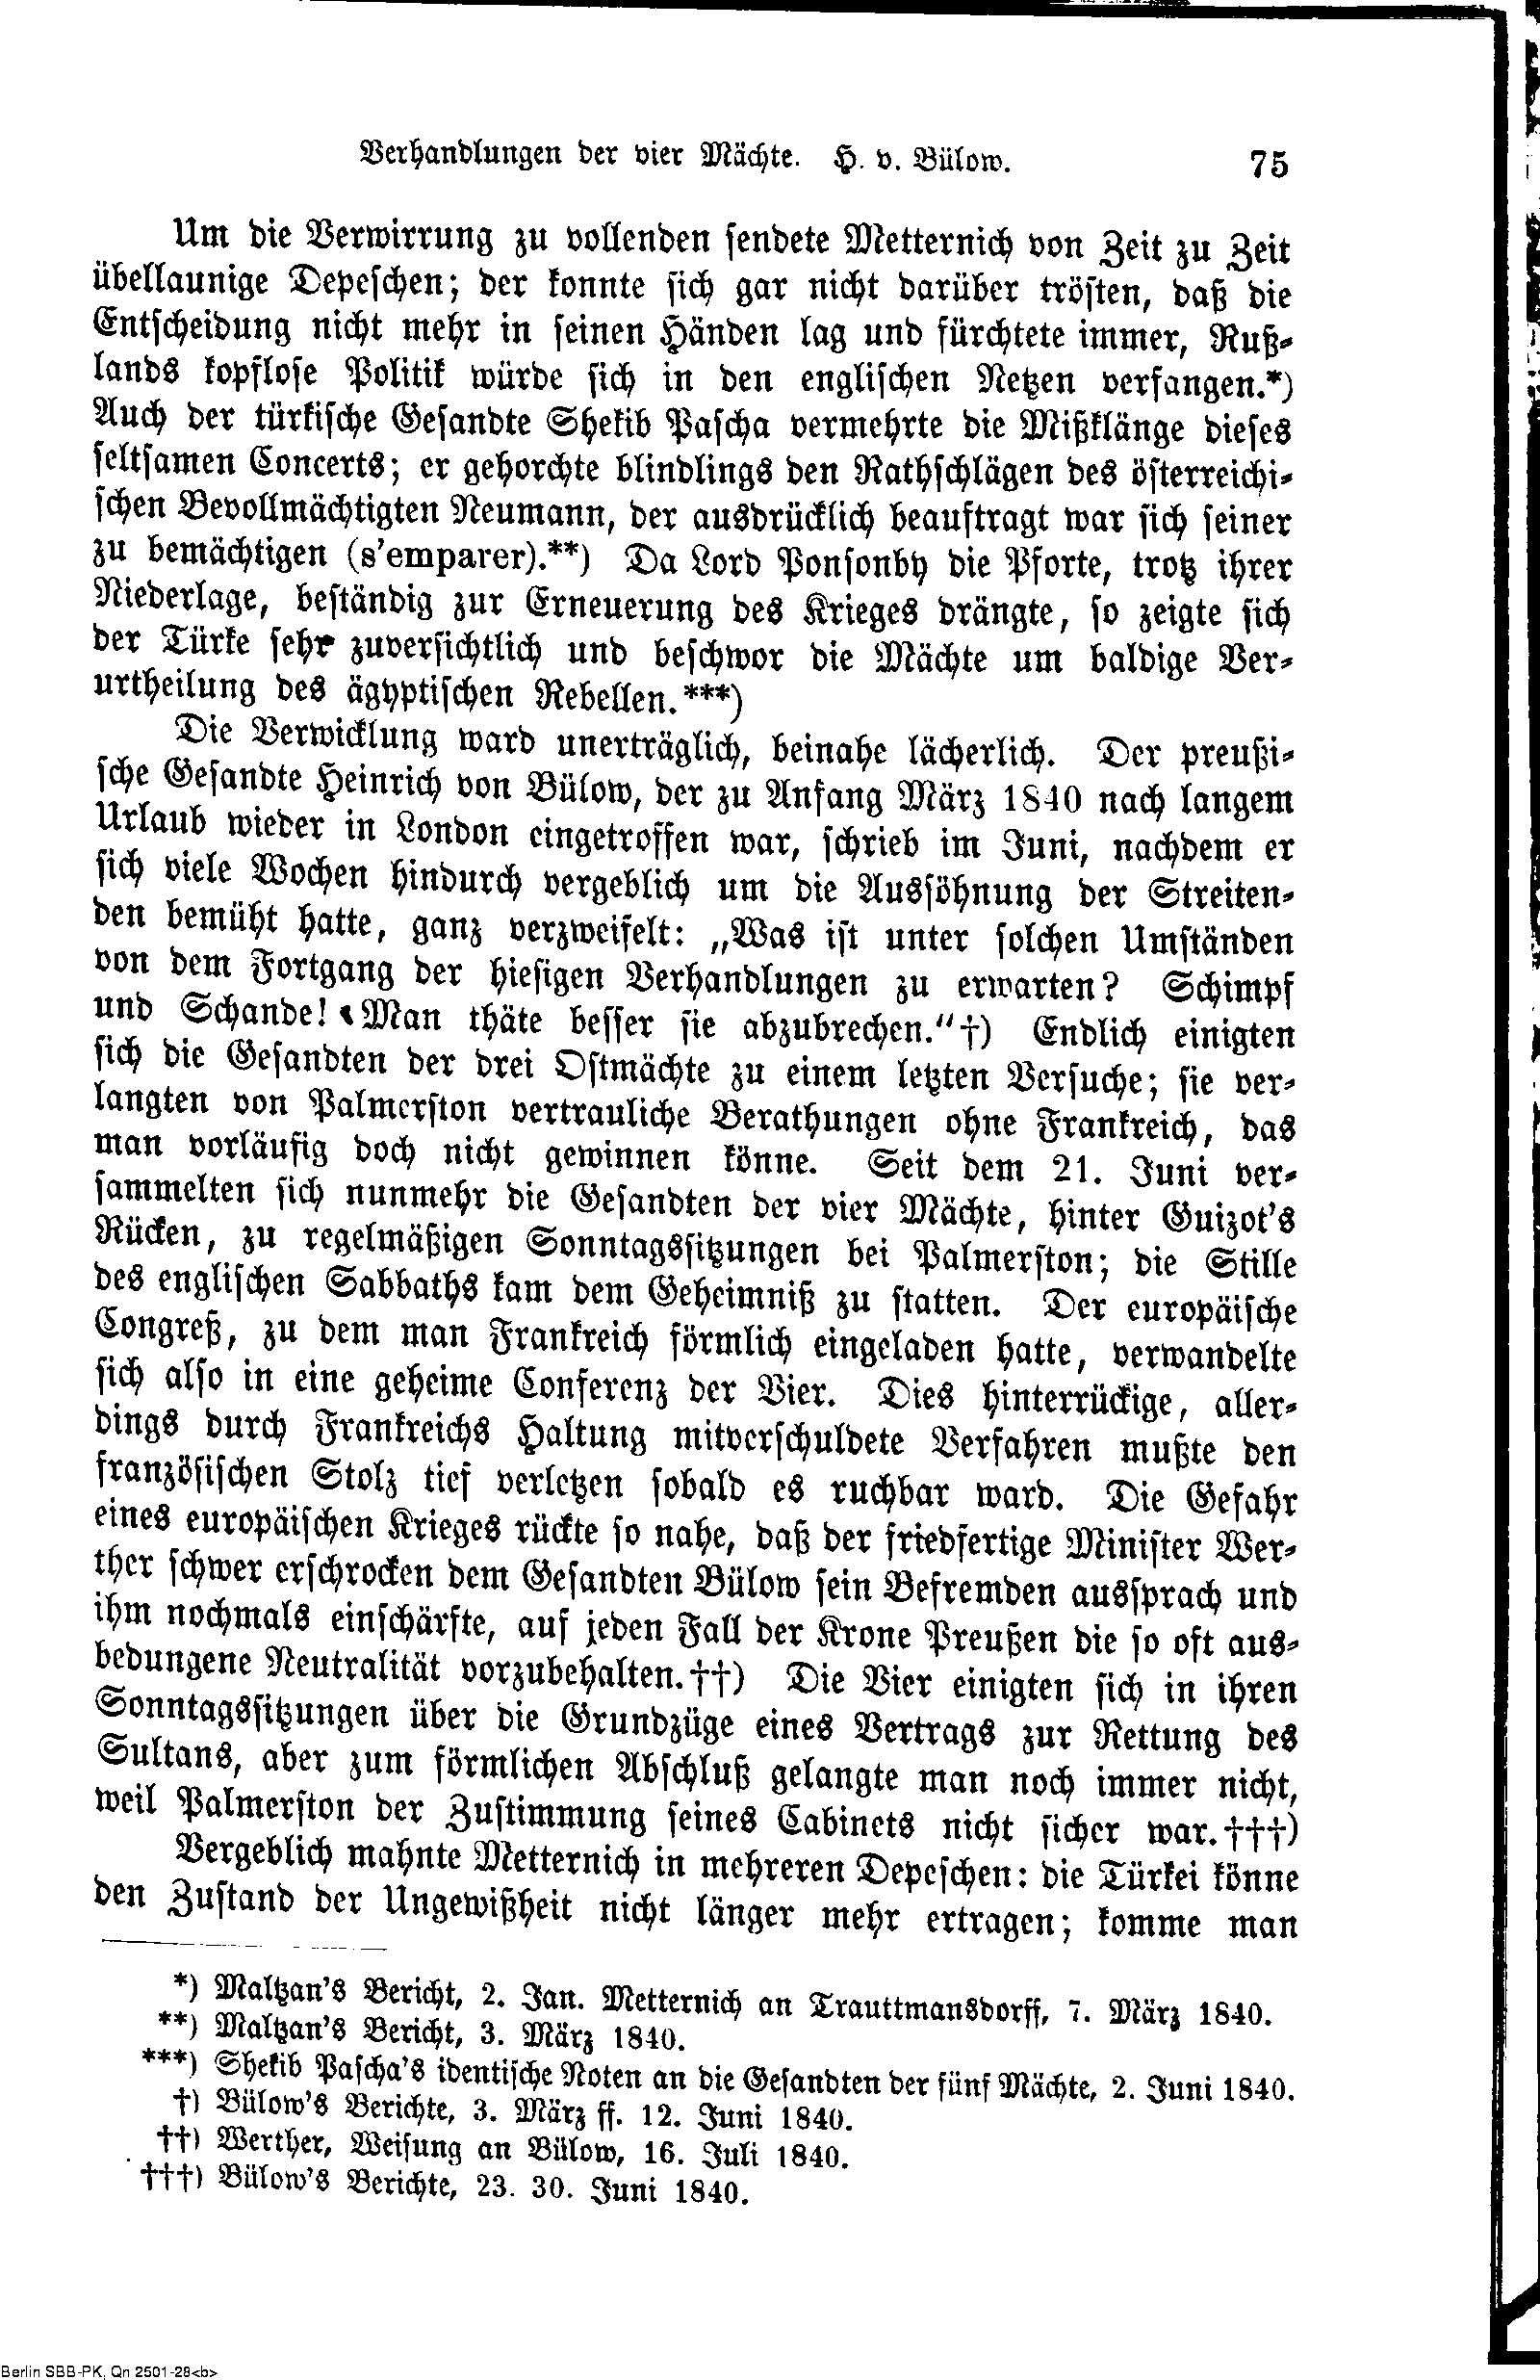 Verhandlungen der vier Mächte. H. v. Bülow. 75
Um die Verwirrung zu vollenden sendete Metternich von Zeit zu Zeit
übellaunige Depeschen; der konnte sich gar nicht darüber trösten, daß die
Entscheidung nicht mehr in seinen Händen lag und fürchtete immer, Ruß-
lands kopflose Politik würde sich in den englischen Netzen verfangen.*)
Auch der türkische Gesandte Shekib Pascha vermehrte die Mißklänge dieses
seltsamen Concerts; er gehorchte blindlings den Rathschlägen des österreichi-
schen Bevollmächtigten Neumann, der ausdrücklich beauftragt war sich seiner
zu bemächtigen (s'emparer).**) Da Lord Ponsonby die Pforte, trotz ihrer
Niederlage, beständig zur Erneuerung des Krieges drängte, so zeigte sich
der Türke sehr zuversichtlich und beschwor die Mächte um baldige Ver-
urtheilung des ägyptischen Rebellen.***)
Die Verwicklung ward unerträglich, beinahe lächerlich. Der preußi-
sche Gesandte Heinrich von Bülow, der zu Anfang März 1840 nach langem
Urlaub wieder in London eingetroffen war, schrieb im Juni, nachdem er
sich viele Wochen hindurch vergeblich um die Aussöhnung der Streiten-
den bemüht hatte, ganz verzweifelt: „Was ist unter solchen Umständen
von dem Fortgang der hiesigen Verhandlungen zu erwarten? Schimpf
und Schande! Man thäte besser sie abzubrechen.“†) Endlich einigten
sich die Gesandten der drei Ostmächte zu einem letzten Versuche; sie ver-
langten von Palmerston vertrauliche Berathungen ohne Frankreich, das
man vorläufig doch nicht gewinnen könne. Seit dem 21. Juni ver-
sammelten sich nunmehr die Gesandten der vier Mächte, hinter Guizot's
Rücken, zu regelmäßigen Sonntagssitzungen bei Palmerston; die Stille
des englischen Sabbaths kam dem Geheimniß zu statten. Der europäische
Congreß, zu dem man Frankreich förmlich eingeladen hatte, verwandelte
sich also in eine geheime Conferenz der Vier. Dies hinterrückige, aller-
dings durch Frankreichs Haltung mitverschuldete Verfahren mußte den
französischen Stolz tief verletzen sobald es ruchbar ward. Die Gefahr
eines europäischen Krieges rückte so nahe, daß der friedfertige Minister Wer-
ther schwer erschrocken dem Gesandten Bülow sein Befremden aussprach und
ihm nochmals einschärfte, auf jeden Fall der Krone Preußen die so oft aus-
bedungene Neutralität vorzubehalten.††) Die Vier einigten sich in ihren
Sonntagssitzungen über die Grundzüge eines Vertrags zur Rettung des
Sultans, aber zum förmlichen Abschluß gelangte man noch immer nicht,
weil Palmerston der Zustimmung seines Cabinets nicht sicher war.†††)
Vergeblich mahnte Metternich in mehreren Depeschen: die Türkei könne
den Zustand der Ungewißheit nicht länger mehr ertragen; komme man
*) Maltzan's Bericht, 2. Jan. Metternich an Trauttmansdorff, 7. März 1840.
**) Maltzan's Bericht, 3. März 1840.
***) Shekib Pascha's identische Noten an die Gesandten der fünf Mächte, 2. Juni 1840.
†) Bülow's Berichte, 3. März ff. 12. Juni 1840.
††) Werther, Weisung an Bülow, 16. Juli 1840.
†††) Bülow's Berichte, 23. 30. Juni 1840.
Berlin SBB-PK, Qn 2501-28<b>